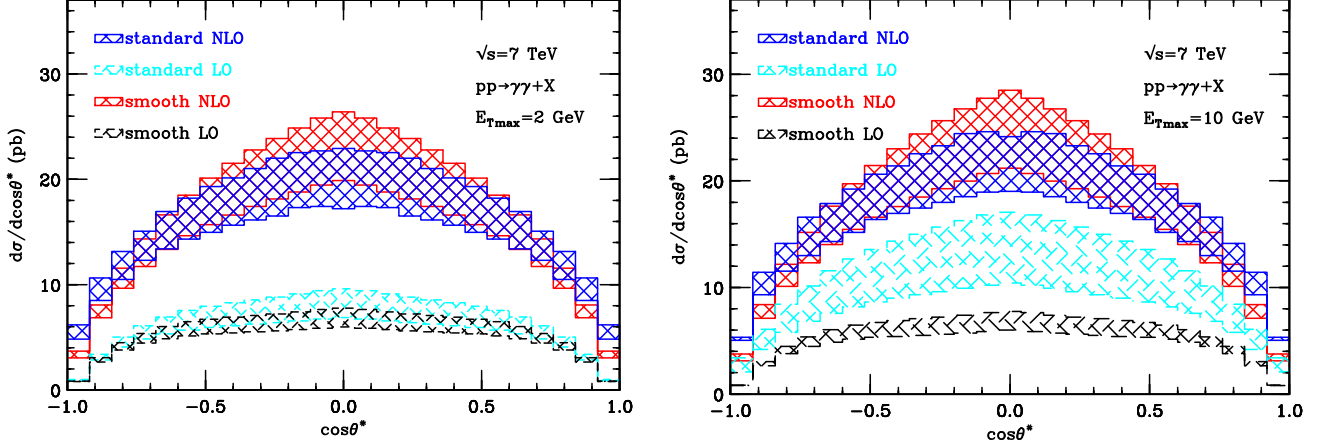 standard NLO
standard LO
smooth NLO
smooth LO
√s=7 TeV
pp→γγ+X
E_Tmax=2 GeV
dσ/dcosθ* (pb)
30
20
10
0
-1.0 -0.5 0.0 0.5 1.0
cosθ*
standard NLO
standard LO
smooth NLO
smooth LO
√s=7 TeV
pp→γγ+X
E_Tmax=10 GeV
dσ/dcosθ* (pb)
30
20
10
0
-1.0 -0.5 0.0 0.5 1.0
cosθ*